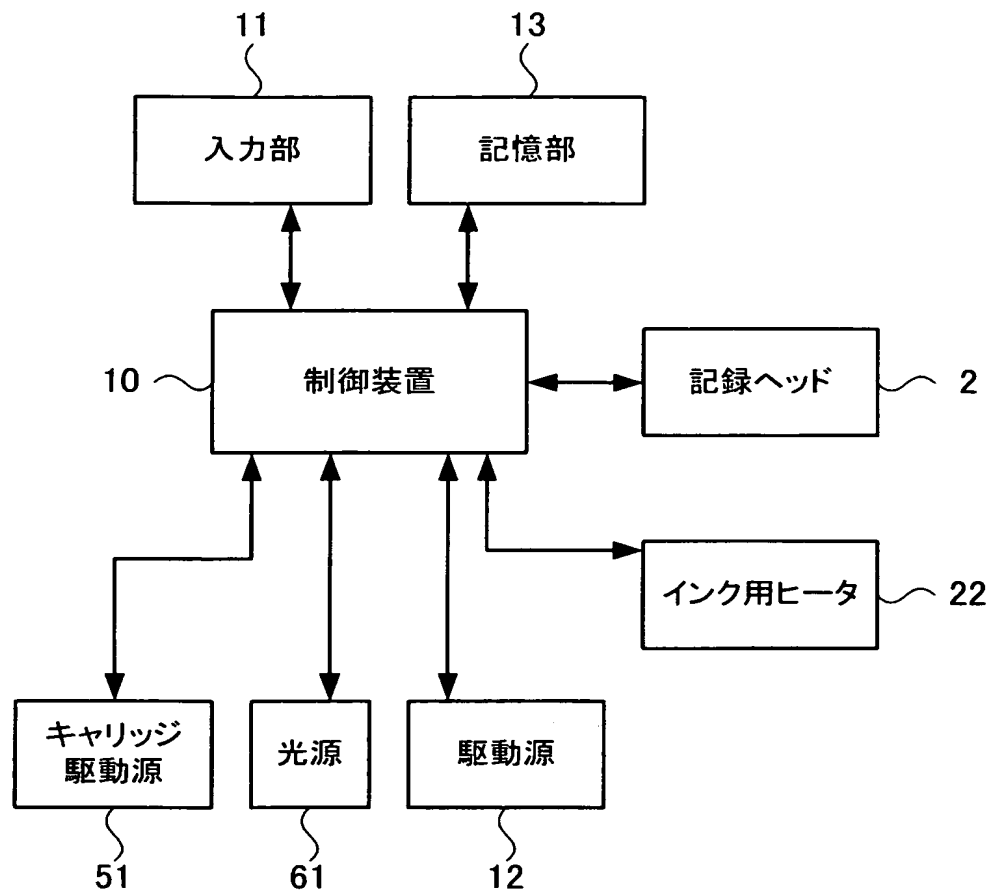 11
13
入力部
記憶部
10
制御装置
記録ヘッド
2
インク用ヒータ
22
キャリッジ
駆動源
光源
駆動源
51
61
12